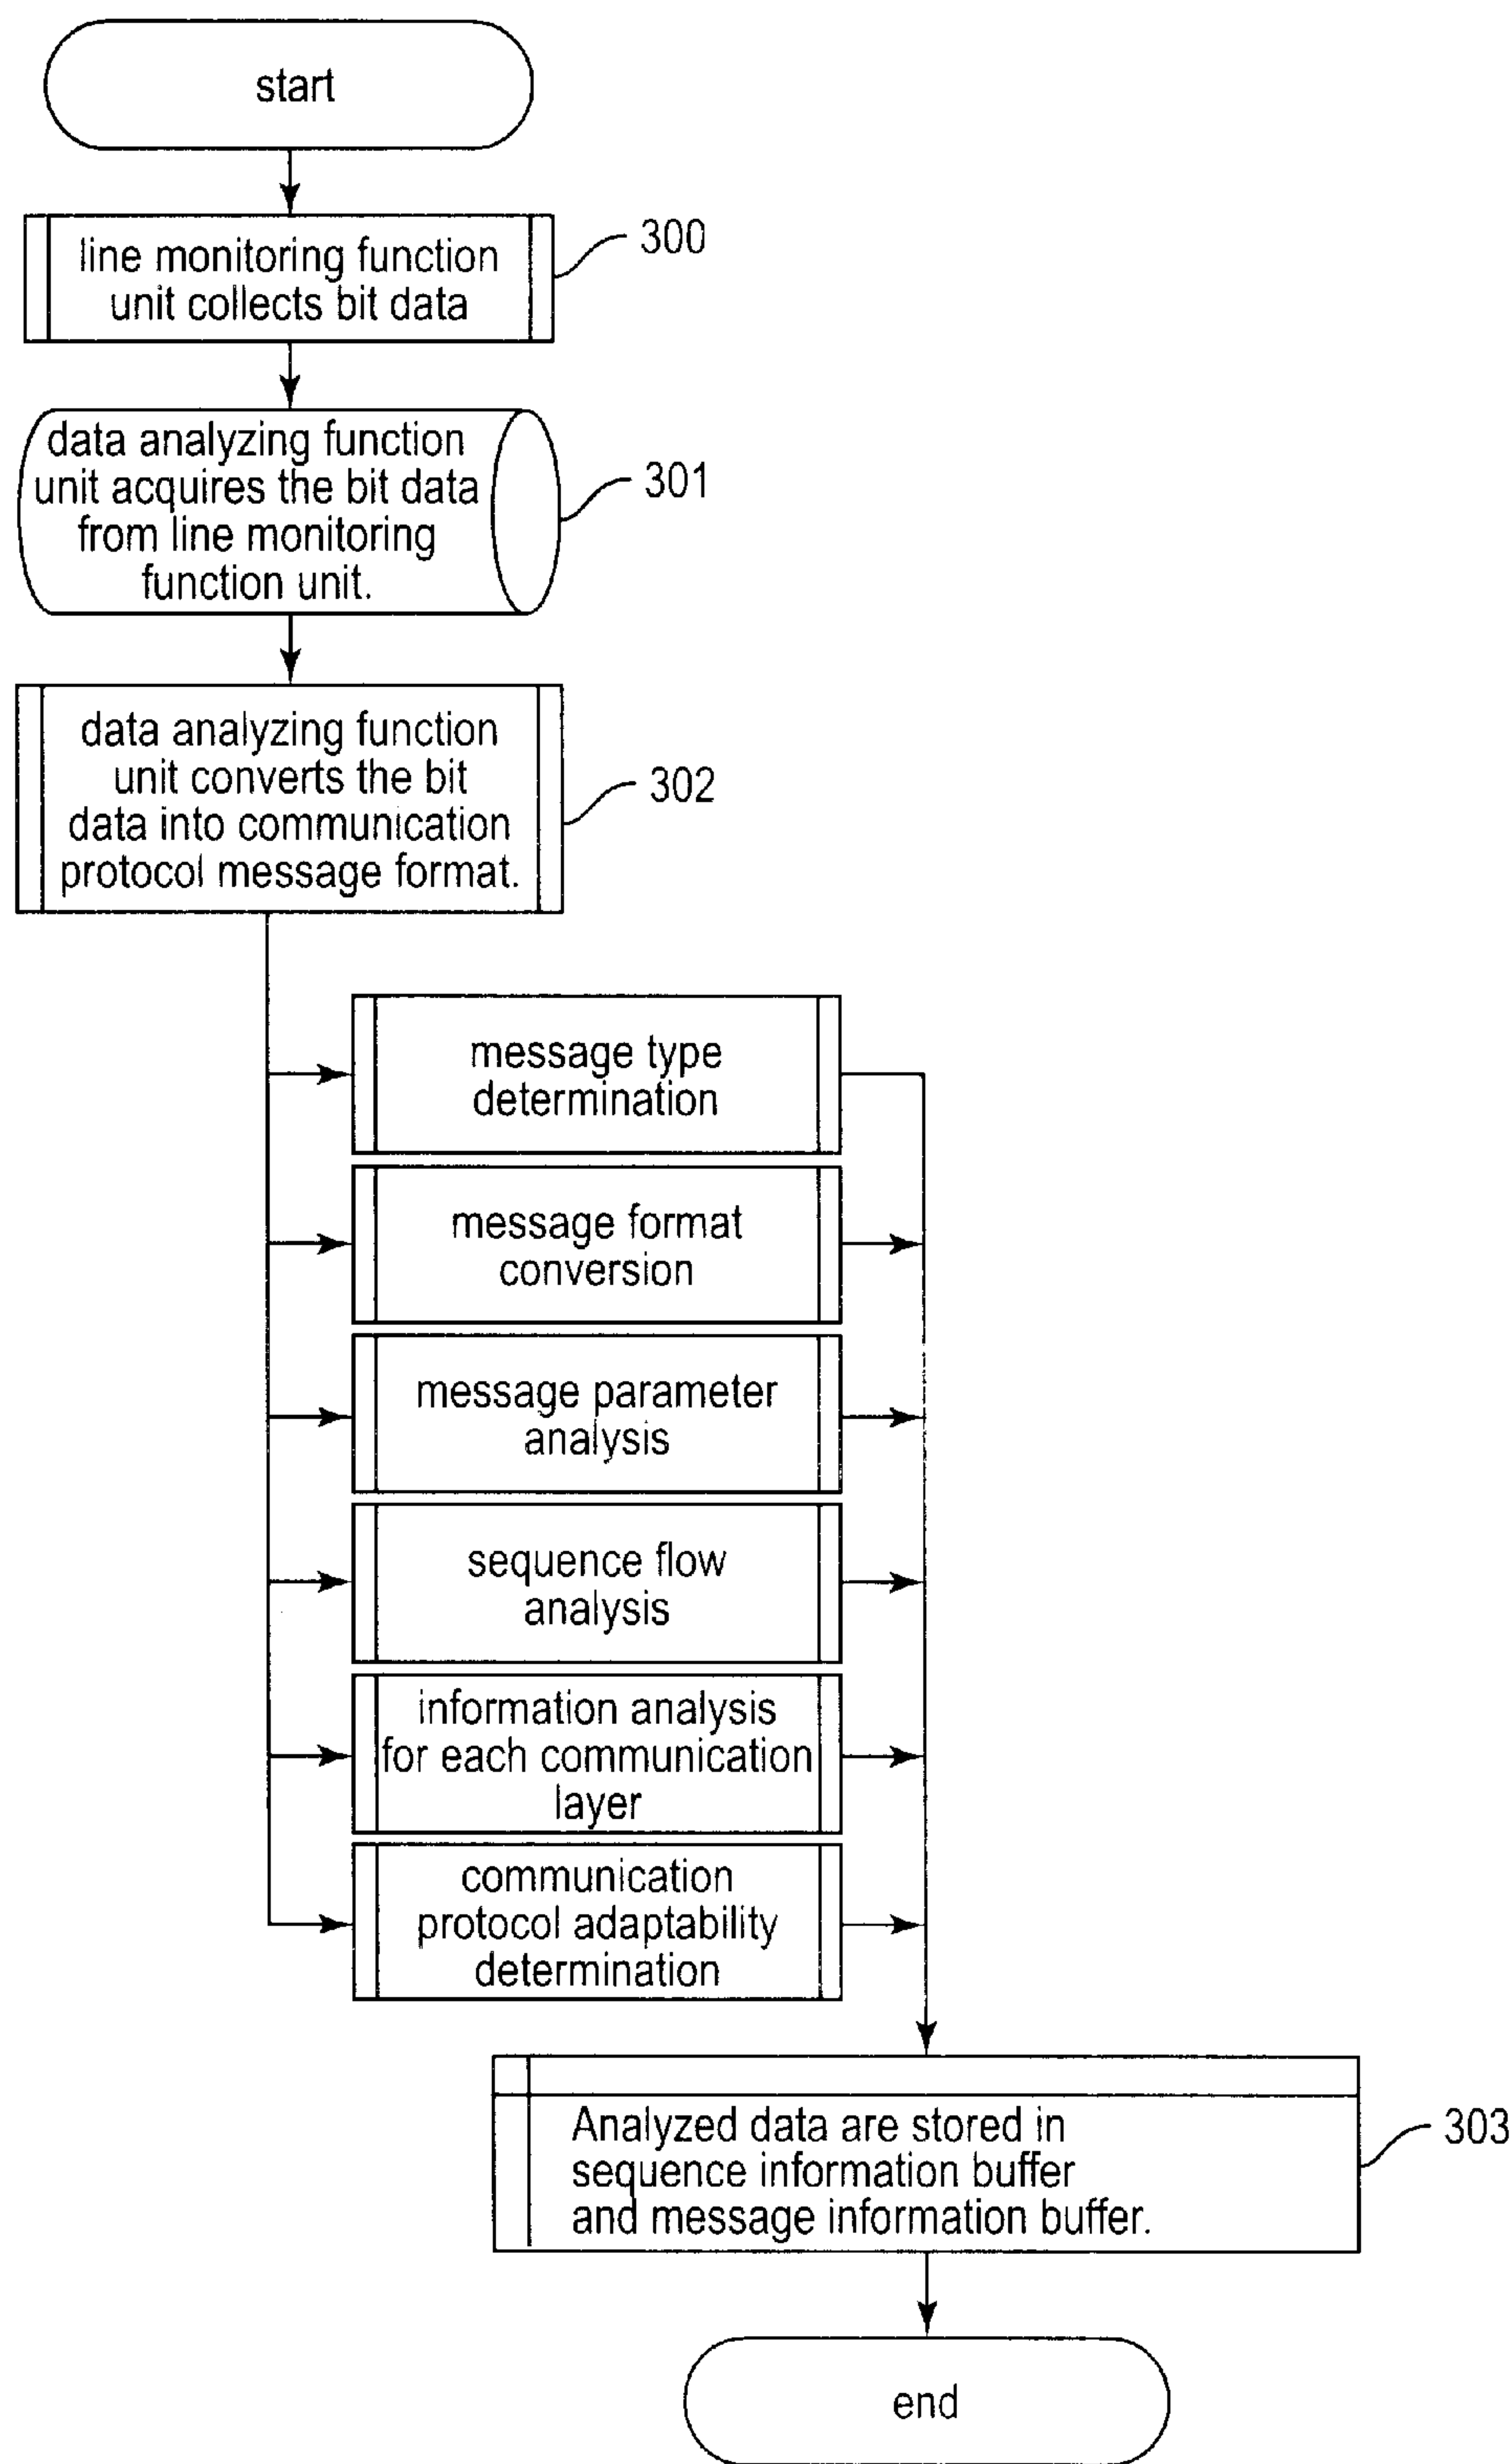 start
line monitoring function
unit collects bit data
300
data analyzing function
unit acquires the bit data
from line monitoring
function unit.
301
data analyzing function
unit converts the bit
data into communication
protocol message format.
302
message type
determination
message format
conversion
message parameter
analysis
sequence flow
analysis
information analysis
for each communication
layer
communication
protocol adaptability
determination
Analyzed data are stored in
sequence information buffer
and message information buffer.
303
end